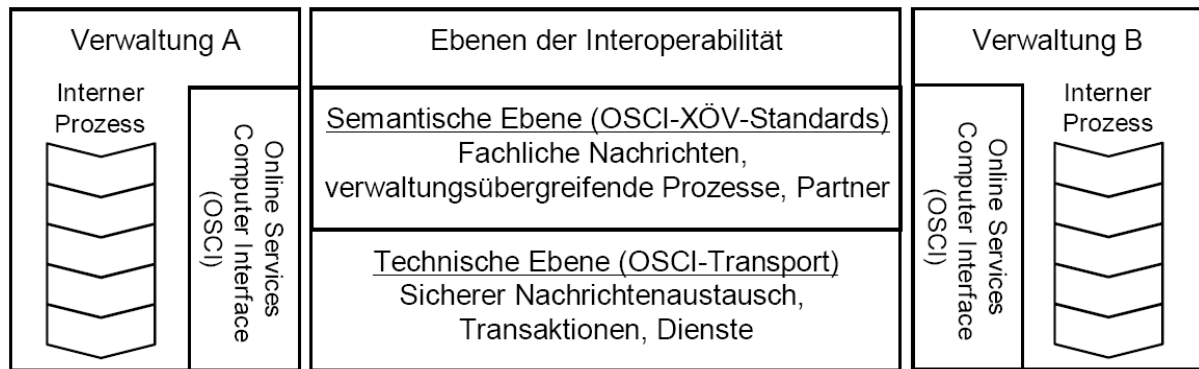 Verwaltung A
Interner
Prozess
Online Services
Computer Interface
(OSCI)
Ebenen der Interoperabilität
Semantische Ebene (OSCI-XÖV-Standards)
Fachliche Nachrichten,
verwaltungsübergreifende Prozesse, Partner
Technische Ebene (OSCI-Transport)
Sicherer Nachrichtenaustausch,
Transaktionen, Dienste
Verwaltung B
Online Services
Computer Interface
(OSCI)
Interner
Prozess